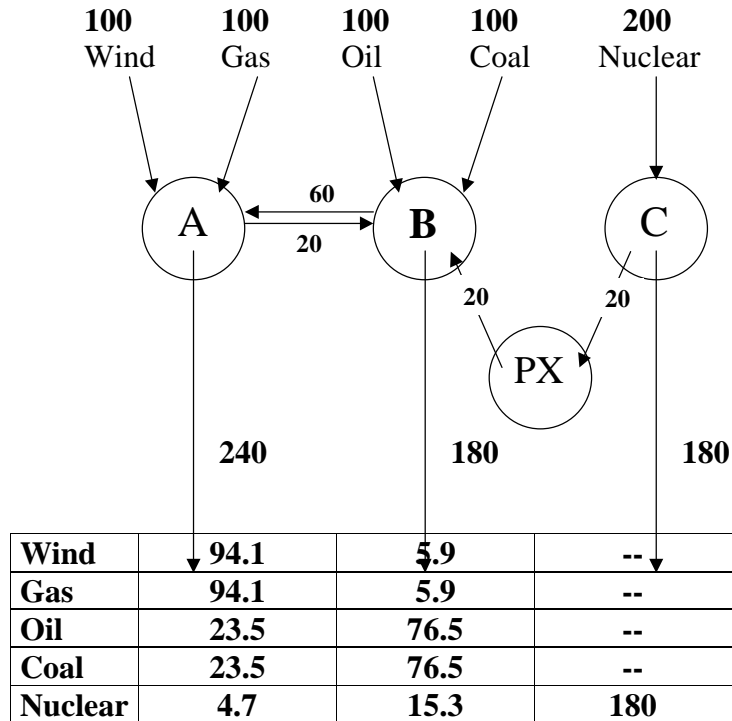 100 100 100 100 200
Wind Gas Oil Coal Nuclear
60
A B C
20
20 20
PX
240 180 180
Wind 94.1 5.9 --
Gas 94.1 5.9 --
Oil 23.5 76.5 --
Coal 23.5 76.5 --
Nuclear 4.7 15.3 180